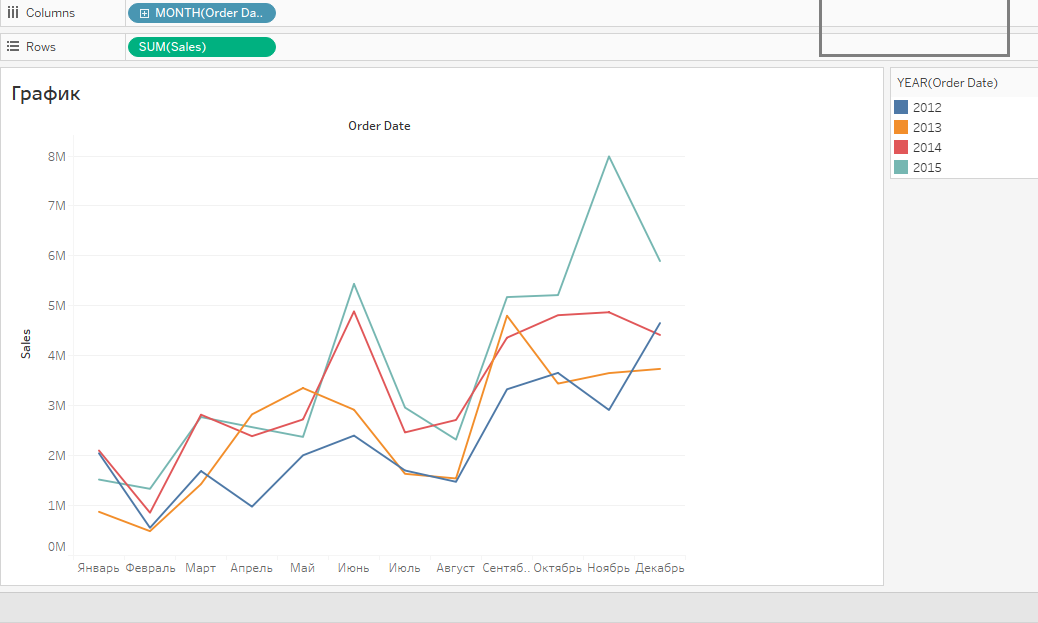 Columns
MONTH(Order Da..
Rows
SUM(Sales)
График
Order Date
YEAR(Order Date)
2012
2013
2014
2015
Sales
8M
7M
6M
5M
4M
3M
2M
1M
0M
Январь Февраль Март Апрель Май Июнь Июль Август Сентяб.. Октябрь Ноябрь Декабрь